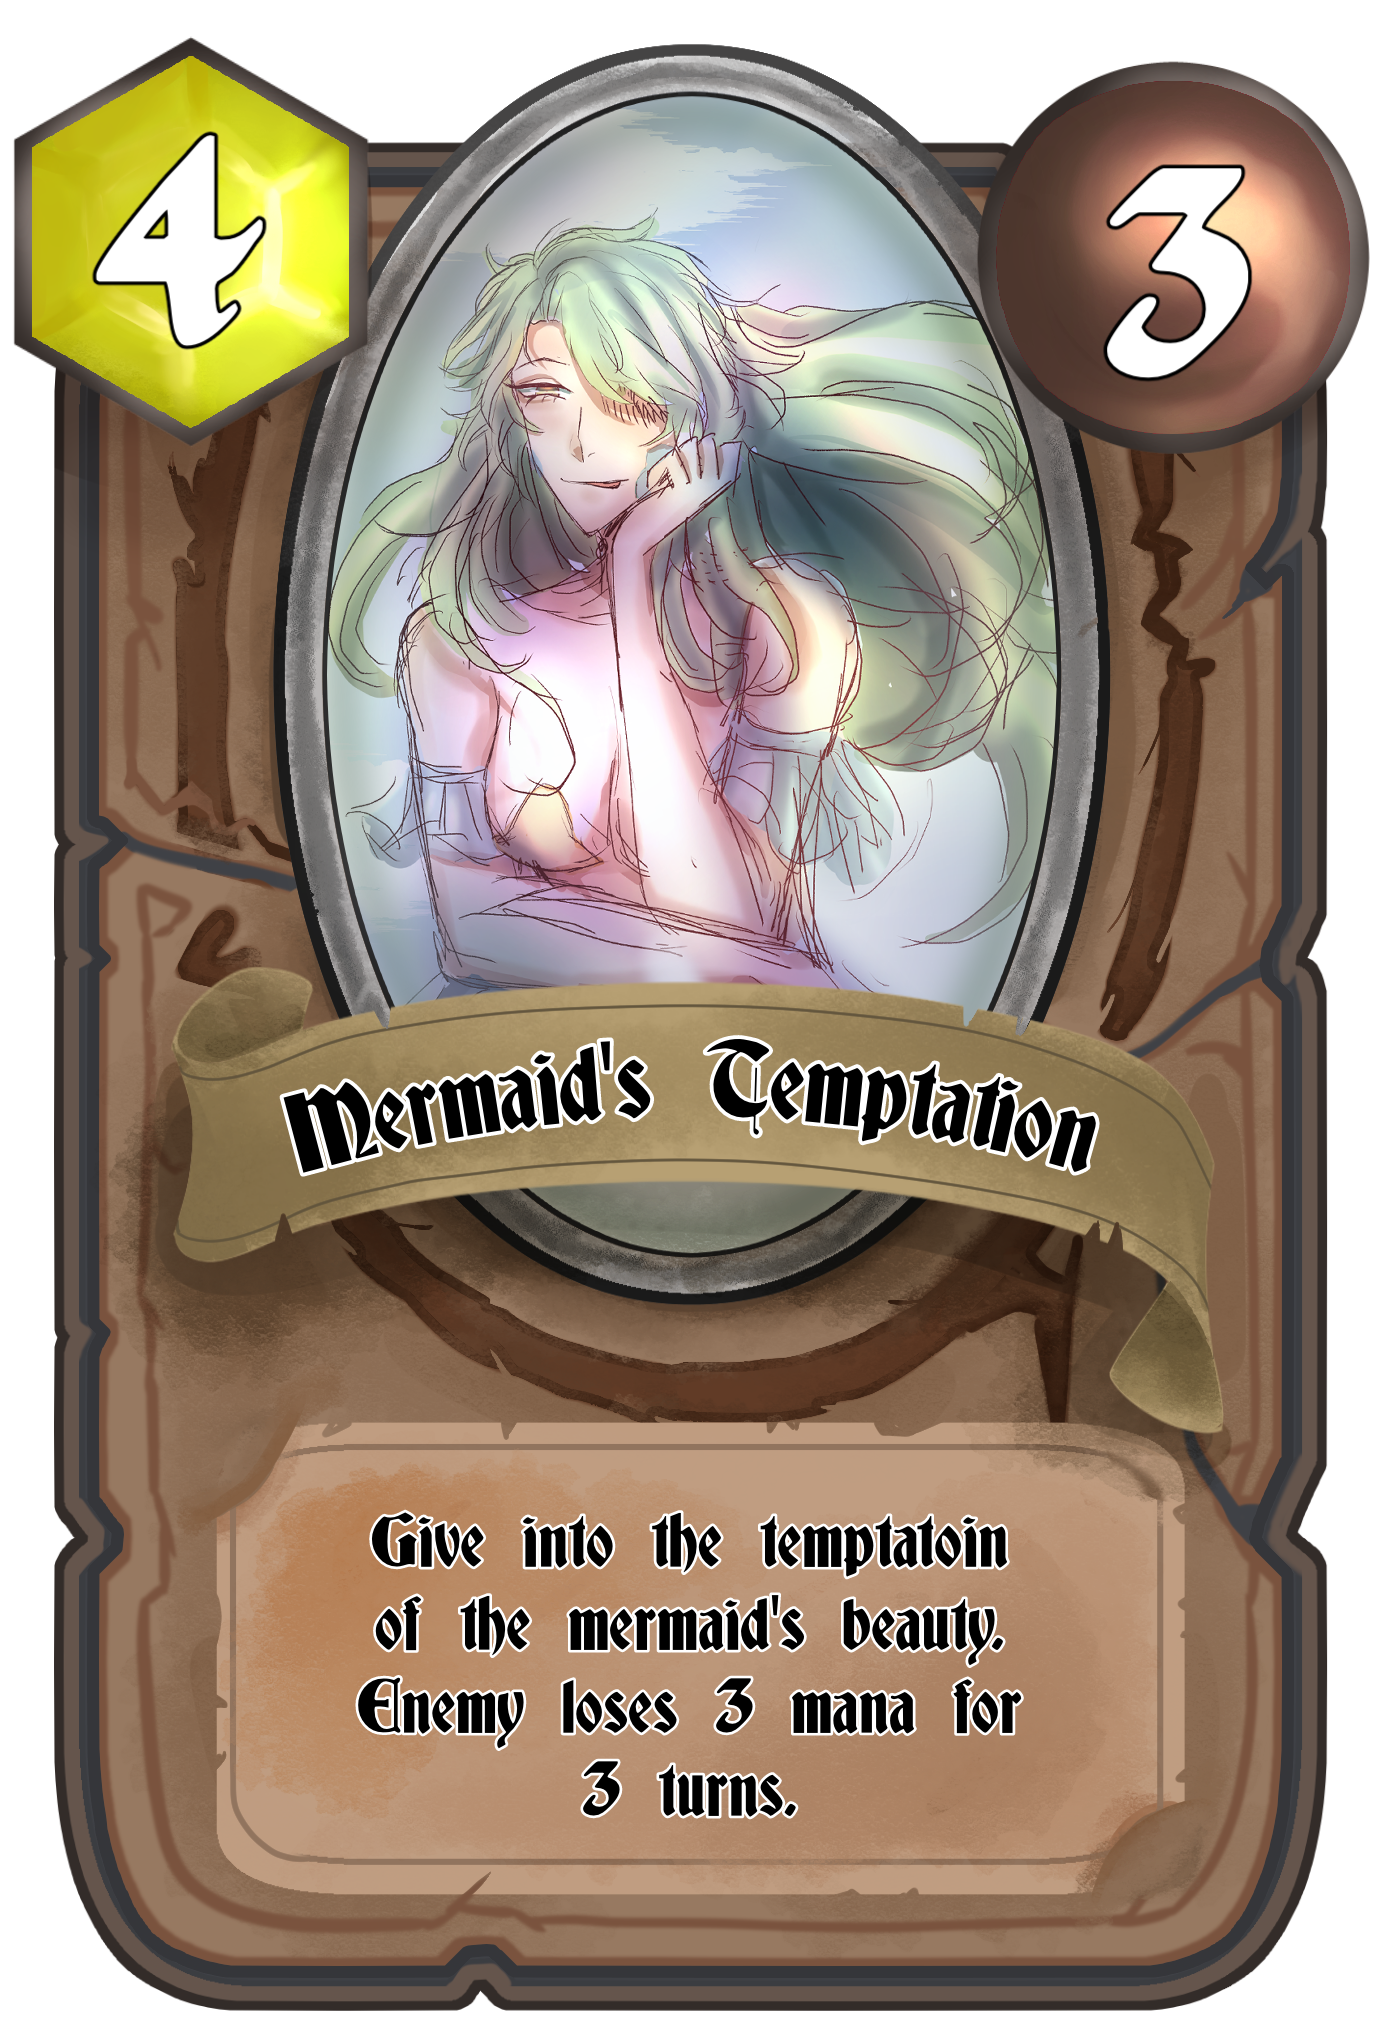 4
3
Mermaid's Temptation
Give into the temptatoin
of the mermaid's beauty.
Enemy loses 3 mana for
3 turns.